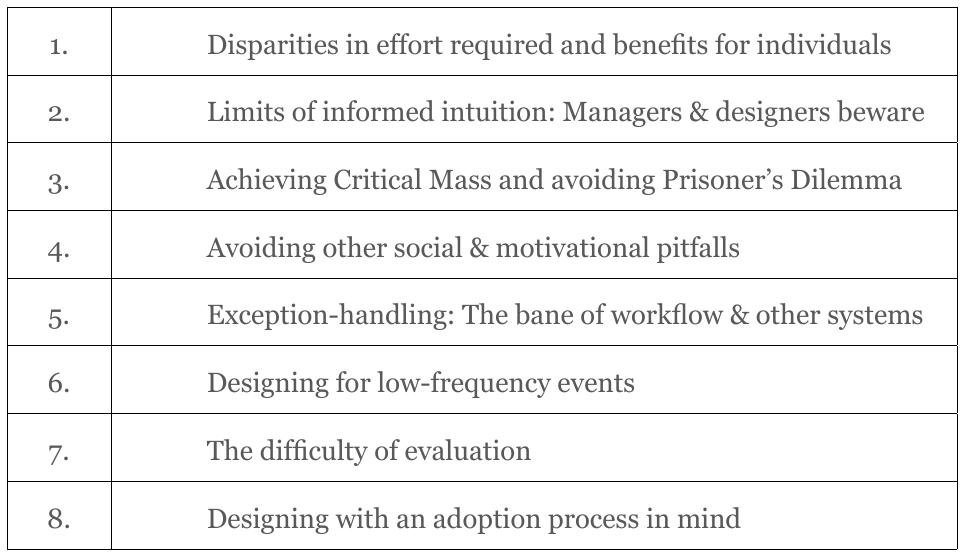 1. Disparities in effort required and benefits for individuals
2. Limits of informed intuition: Managers & designers beware
3. Achieving Critical Mass and avoiding Prisoner’s Dilemma
4. Avoiding other social & motivational pitfalls
5. Exception-handling: The bane of workflow & other systems
6. Designing for low-frequency events
7. The difficulty of evaluation
8. Designing with an adoption process in mind